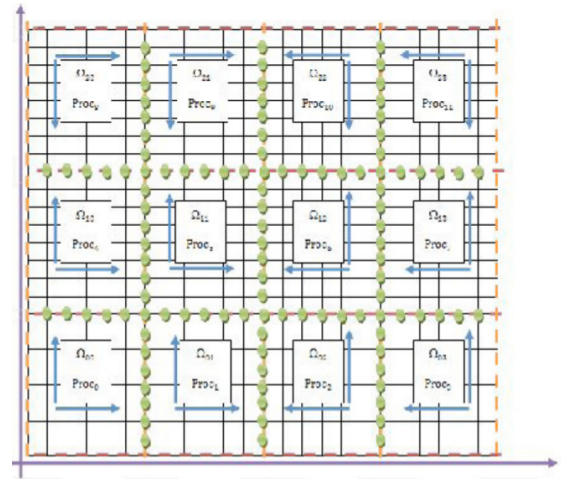 Ω₂₀
Proc₈
Ω₂₁
Proc₉
Ω₂₂
Proc₁₀
Ω₂₃
Proc₁₁
Ω₁₀
Proc₄
Ω₁₁
Proc₅
Ω₁₂
Proc₆
Ω₁₃
Proc₇
Ω₀₀
Proc₀
Ω₀₁
Proc₁
Ω₀₂
Proc₂
Ω₀₃
Proc₃